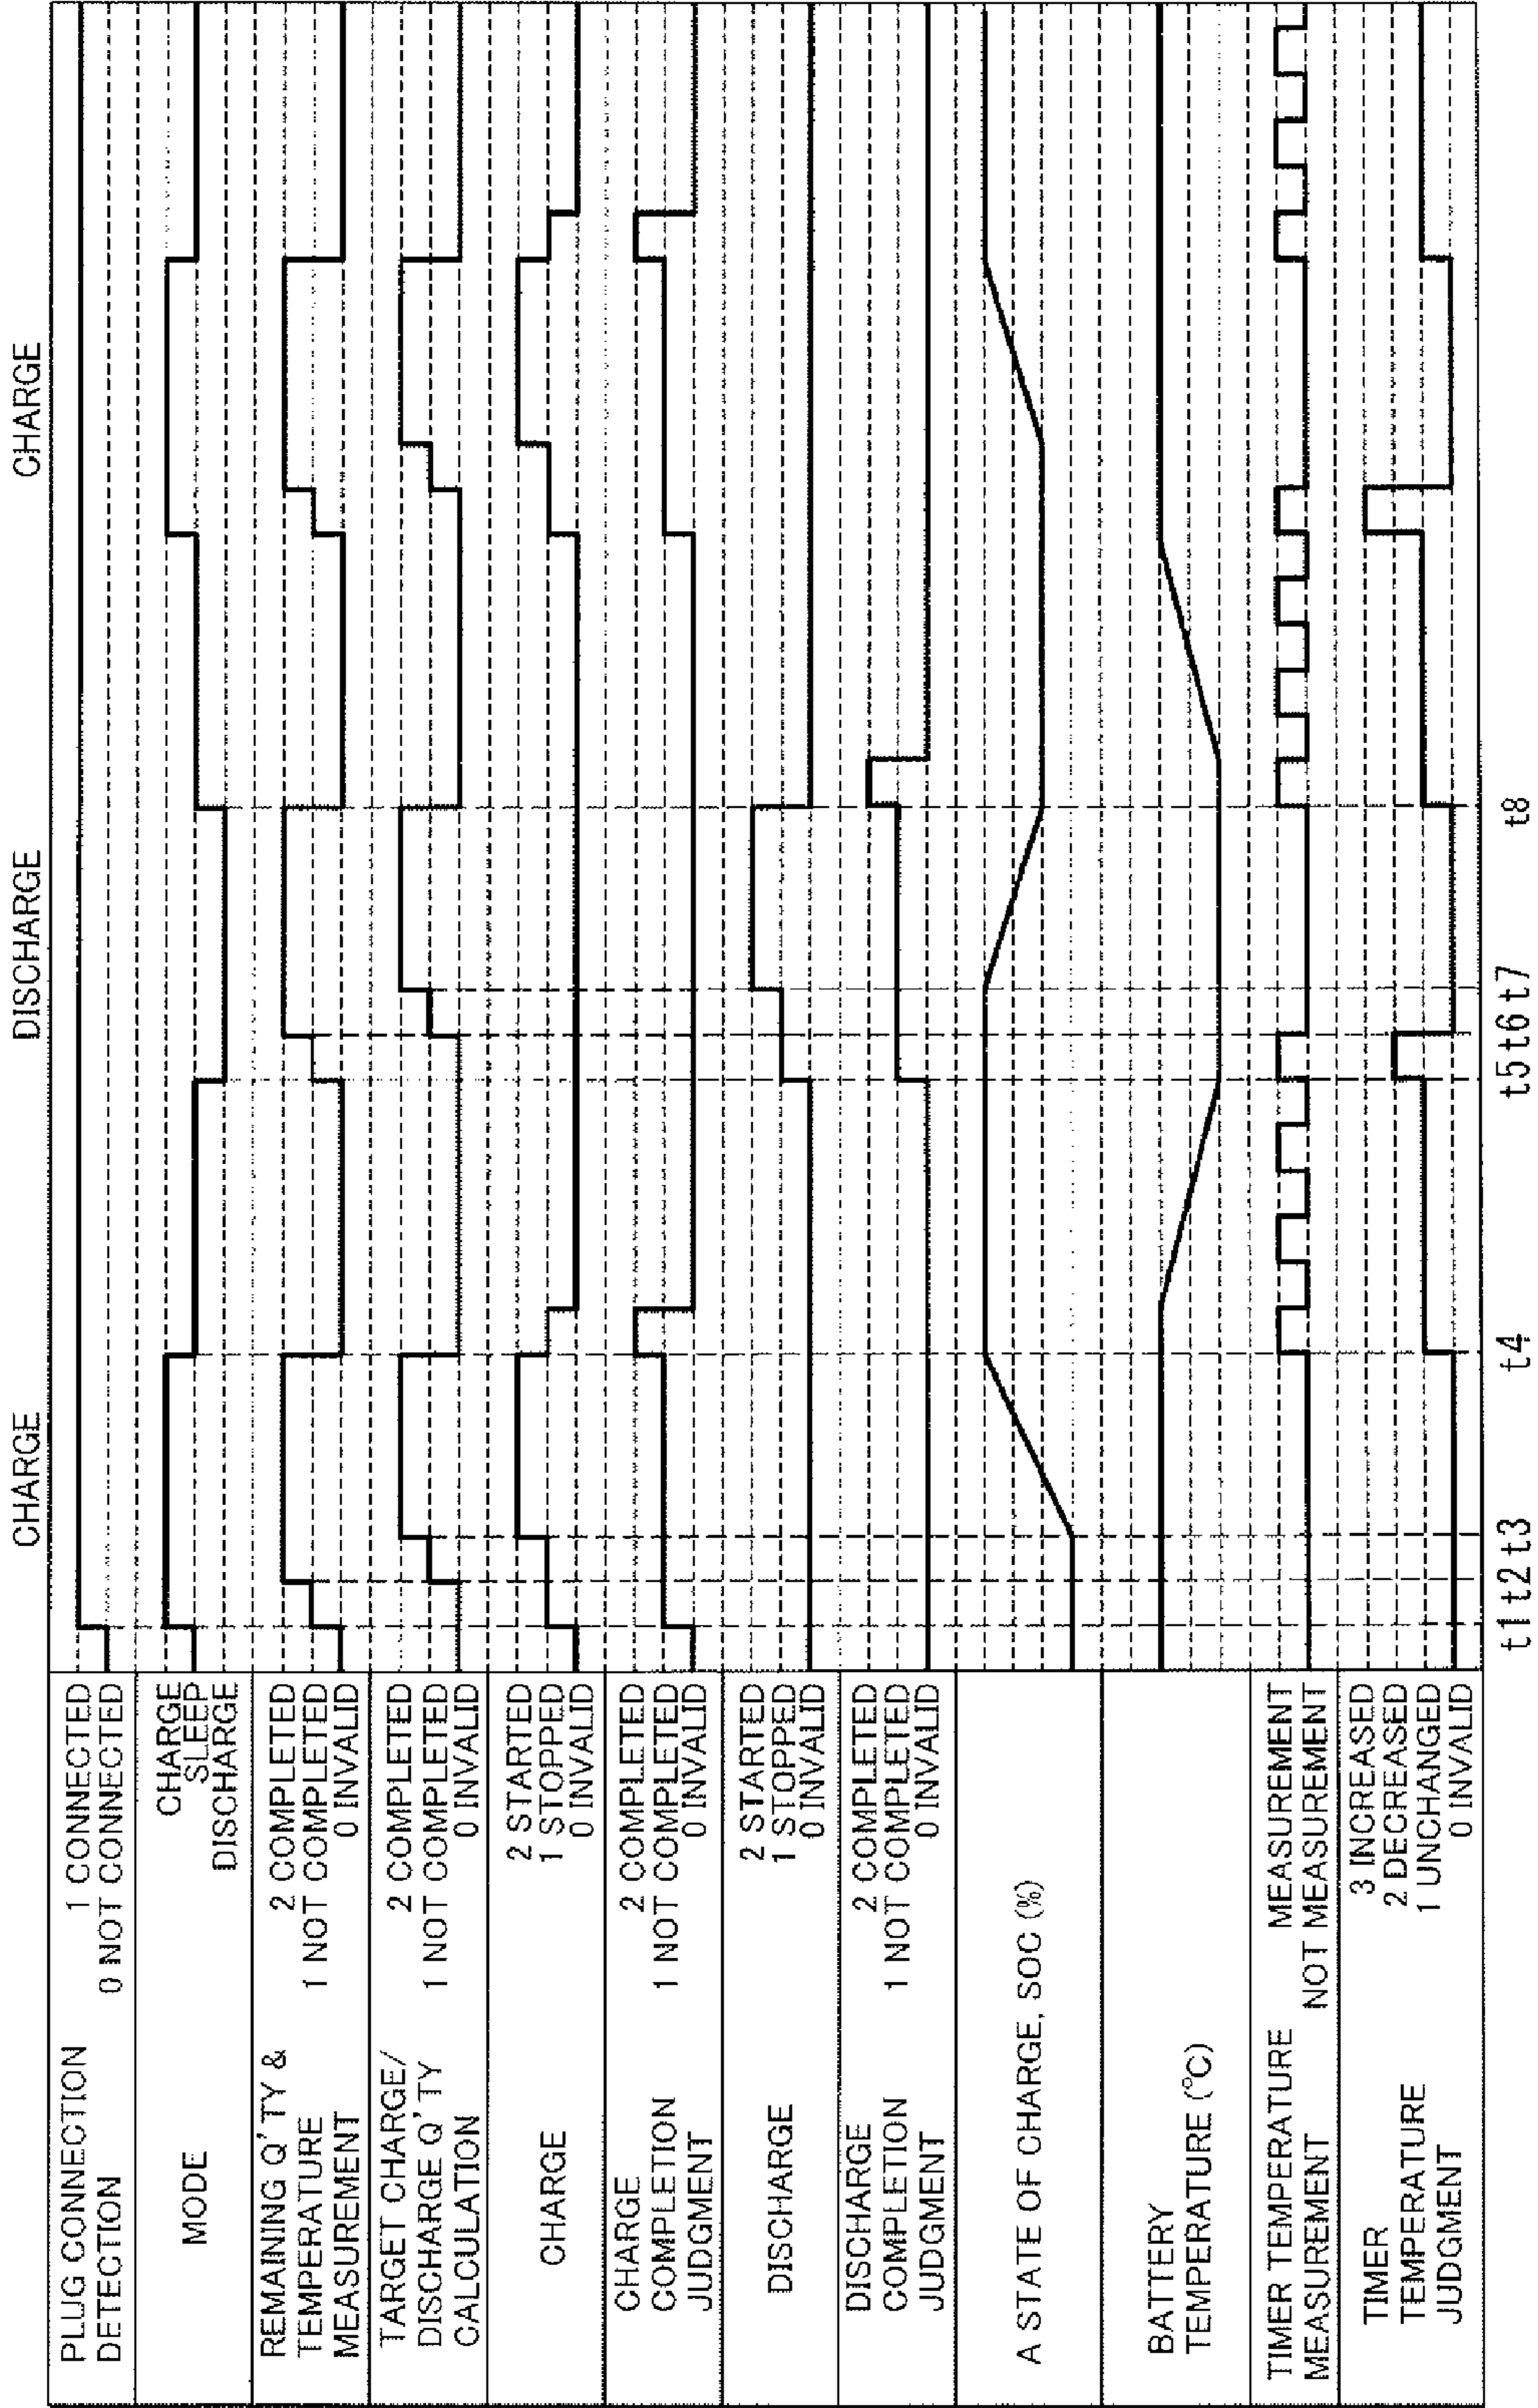 CHARGE
DISCHARGE
CHARGE
PLUG CONNECTION
DETECTION
1 CONNECTED
0 NOT CONNECTED
MODE
CHARGE
SLEEP
DISCHARGE
REMAINING Q'TY &
TEMPERATURE
MEASUREMENT
2 COMPLETED
1 NOT COMPLETED
0 INVALID
TARGET CHARGE/
DISCHARGE Q'TY
CALCULATION
2 COMPLETED
1 NOT COMPLETED
0 INVALID
CHARGE
2 STARTED
1 STOPPED
0 INVALID
CHARGE
COMPLETION
JUDGMENT
2 COMPLETED
1 NOT COMPLETED
0 INVALID
DISCHARGE
2 STARTED
1 STOPPED
0 INVALID
DISCHARGE
COMPLETION
JUDGMENT
2 COMPLETED
1 NOT COMPLETED
0 INVALID
A STATE OF CHARGE, SOC (%)
BATTERY
TEMPERATURE (°C)
TIMER TEMPERATURE
MEASUREMENT
MEASUREMENT
NOT MEASUREMENT
TIMER
TEMPERATURE
JUDGMENT
3 INCREASED
2 DECREASED
1 UNCHANGED
0 INVALID
t1 t2 t3 t4 t5 t6 t7 t8